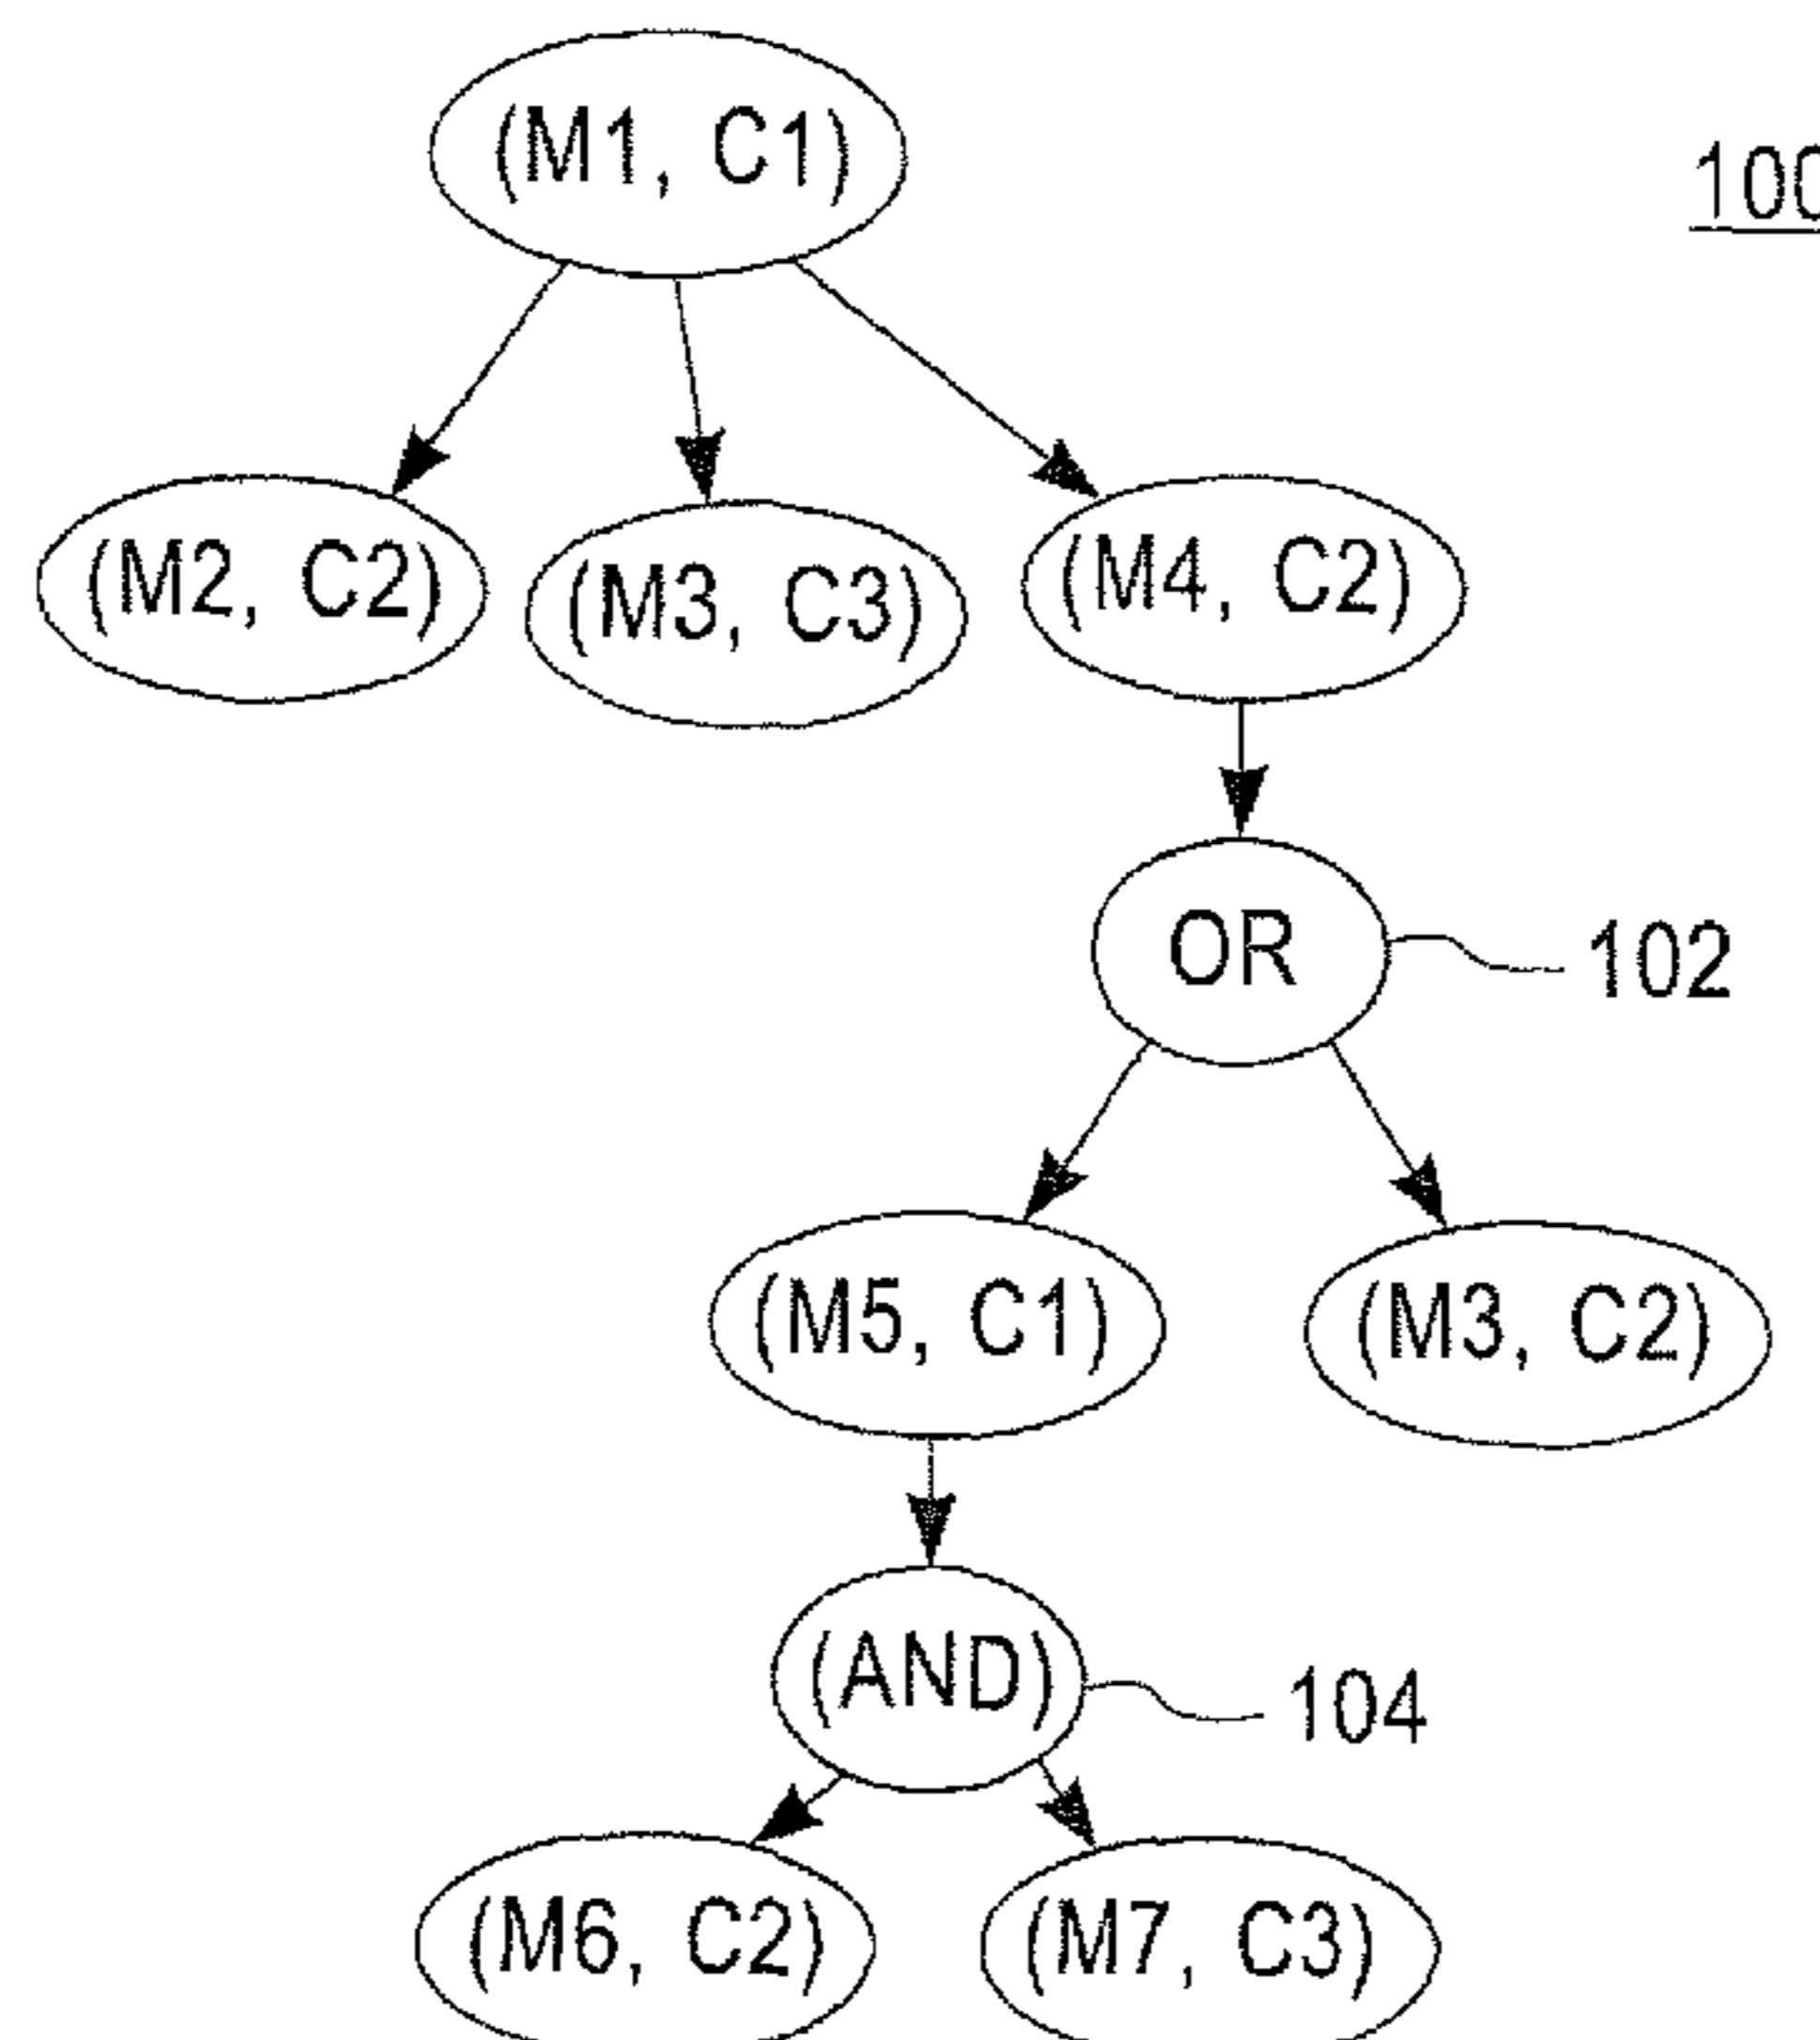 (M1, C1)
100
(M2, C2)
(M3, C3)
(M4, C2)
OR
102
(M5, C1)
(M3, C2)
(AND)
104
(M6, C2)
(M7, C3)